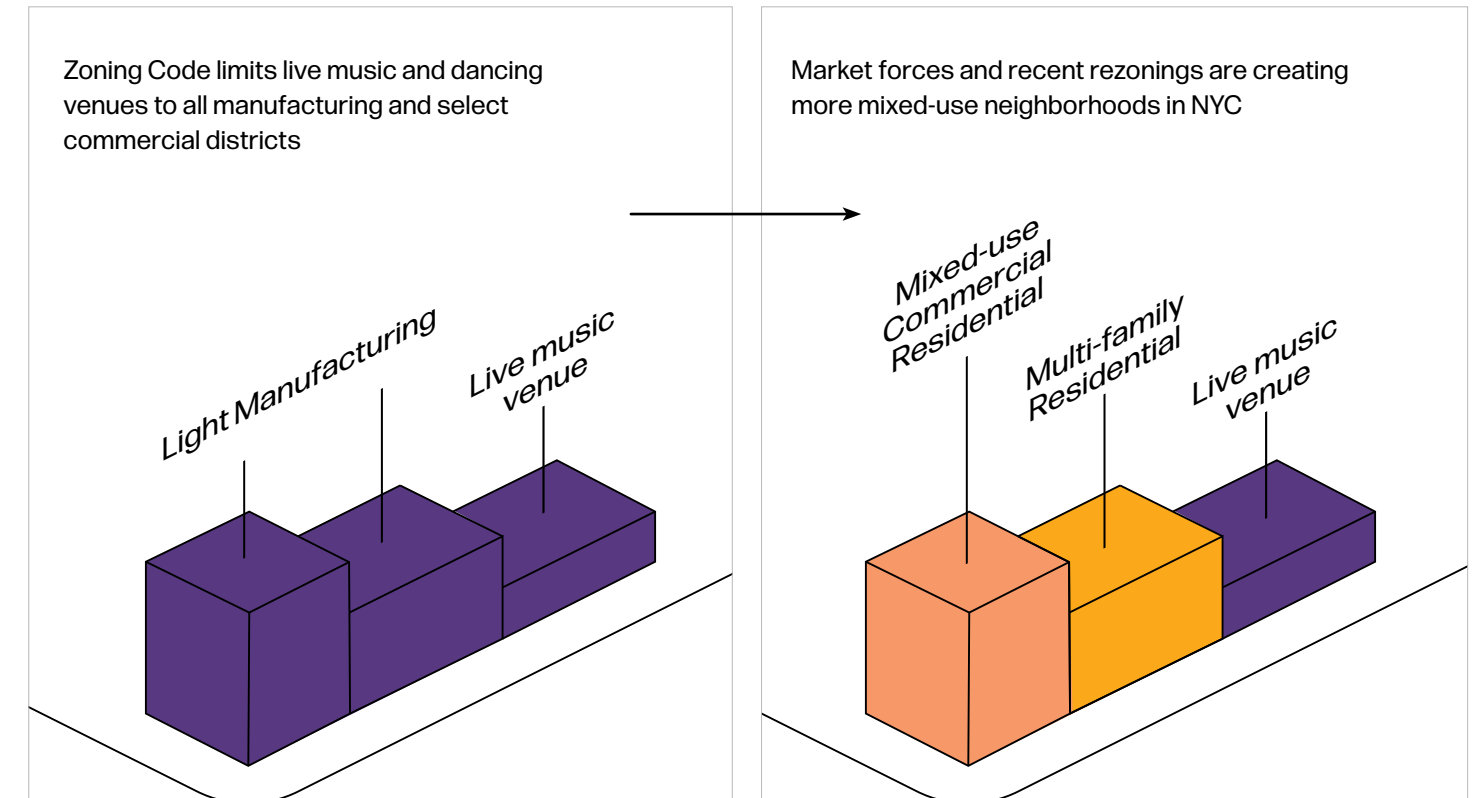 Zoning Code limits live music and dancing
venues to all manufacturing and select
commercial districts
Light Manufacturing
Live music
venue
Market forces and recent rezonings are creating
more mixed-use neighborhoods in NYC
Mixed-use
Commercial
Residential
Multi-family
Residential
Live music
venue